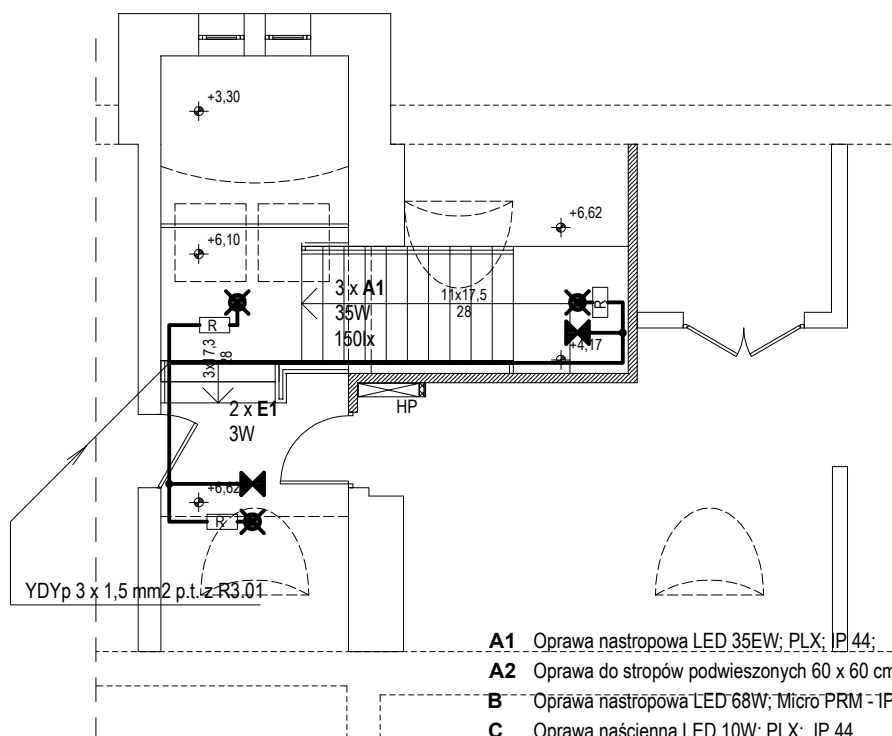 +3,30
+6,62
+6,10
3 x A1
35W
150lx
11x17,5
28
R
R
+4,17
3x17,3
28
2 x E1
3W
HP
+6,62
R
YDYp 3 x 1,5 mm2 p.t. z R3.01
A1 Oprawa nastropowa LED 35EW; PLX; IP 44;
A2 Oprawa do stropów podwieszonych 60 x 60 cm
B Oprawa nastropowa LED 68W; Micro PRM - IP
C Oprawa naścienna LED 10W; PLX; IP 44